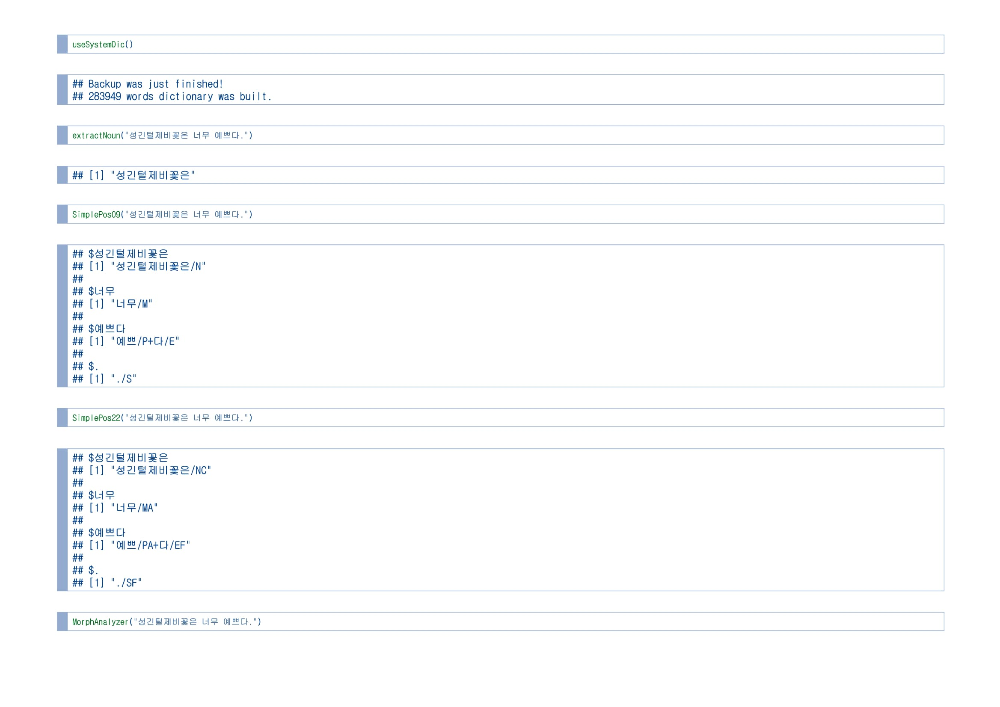 useSystemDic()
## Backup was just finished!
## 283949 words dictionary was built.
extractNoun("성긴털제비꽃은 너무 예쁘다.")
## [1] "성긴털제비꽃은"
SimplePos09("성긴털제비꽃은 너무 예쁘다.")
## $성긴털제비꽃은
## [1] "성긴털제비꽃은/N"
##
## $너무
## [1] "너무/M"
##
## $예쁘다
## [1] "예쁘/P+다/E"
##
## $.
## [1] "./S"
SimplePos22("성긴털제비꽃은 너무 예쁘다.")
## $성긴털제비꽃은
## [1] "성긴털제비꽃은/NC"
##
## $너무
## [1] "너무/MA"
##
## $예쁘다
## [1] "예쁘/PA+다/EF"
##
## $.
## [1] "./SF"
MorphAnalyzer("성긴털제비꽃은 너무 예쁘다.")